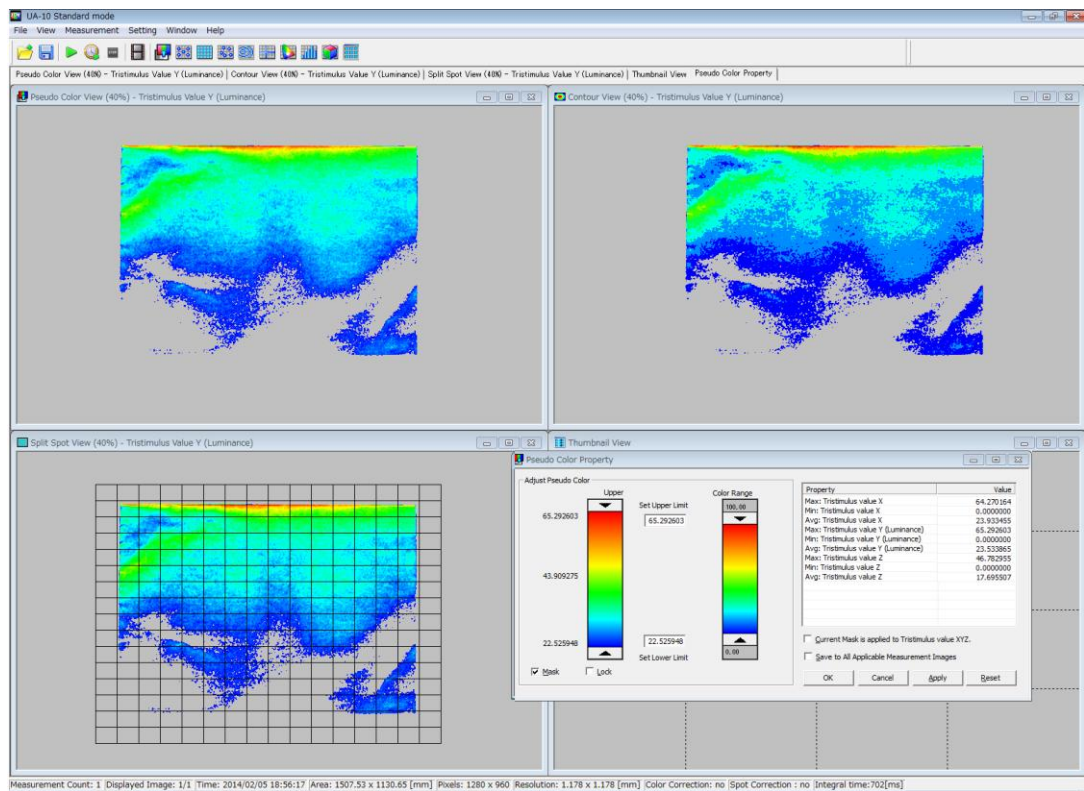 UA-10 Standard mode
File View Measurement Setting Window Help
Pseudo Color View (40%) - Tristimulus Value Y (Luminance) | Contour View (40%) - Tristimulus Value Y (Luminance) | Split Spot View (40%) - Tristimulus Value Y (Luminance) | Thumbnail View | Pseudo Color Property
Pseudo Color View (40%) - Tristimulus Value Y (Luminance)
Contour View (40%) - Tristimulus Value Y (Luminance)
Split Spot View (40%) - Tristimulus Value Y (Luminance)
Thumbnail View
Pseudo Color Property
Adjust Pseudo Color
Upper
Color Range
65.292603
Set Upper Limit
65.292603
100.00
43.909275
22.525948
22.525948
Set Lower Limit
0.00
Mask
Lock
Property Value
Max: Tristimulus value X 64.270164
Min: Tristimulus value X 0.0000000
Avg: Tristimulus value X 23.933455
Max: Tristimulus value Y (Luminance) 65.292603
Min: Tristimulus value Y (Luminance) 0.0000000
Avg: Tristimulus value Y (Luminance) 23.533865
Max: Tristimulus value Z 46.782955
Min: Tristimulus value Z 0.0000000
Avg: Tristimulus value Z 17.695507
Current Mask is applied to Tristimulus value XYZ.
Save to All Applicable Measurement Images
OK Cancel Apply Reset
Measurement Count: 1 | Displayed Image: 1/1 | Time: 2014/02/05 18:56:17 | Area: 1507.53 x 1130.65 [mm] | Pixels: 1280 x 960 | Resolution: 1.178 x 1.178 [mm] | Color Correction: no | Spot Correction : no | Integral time:702[ms]